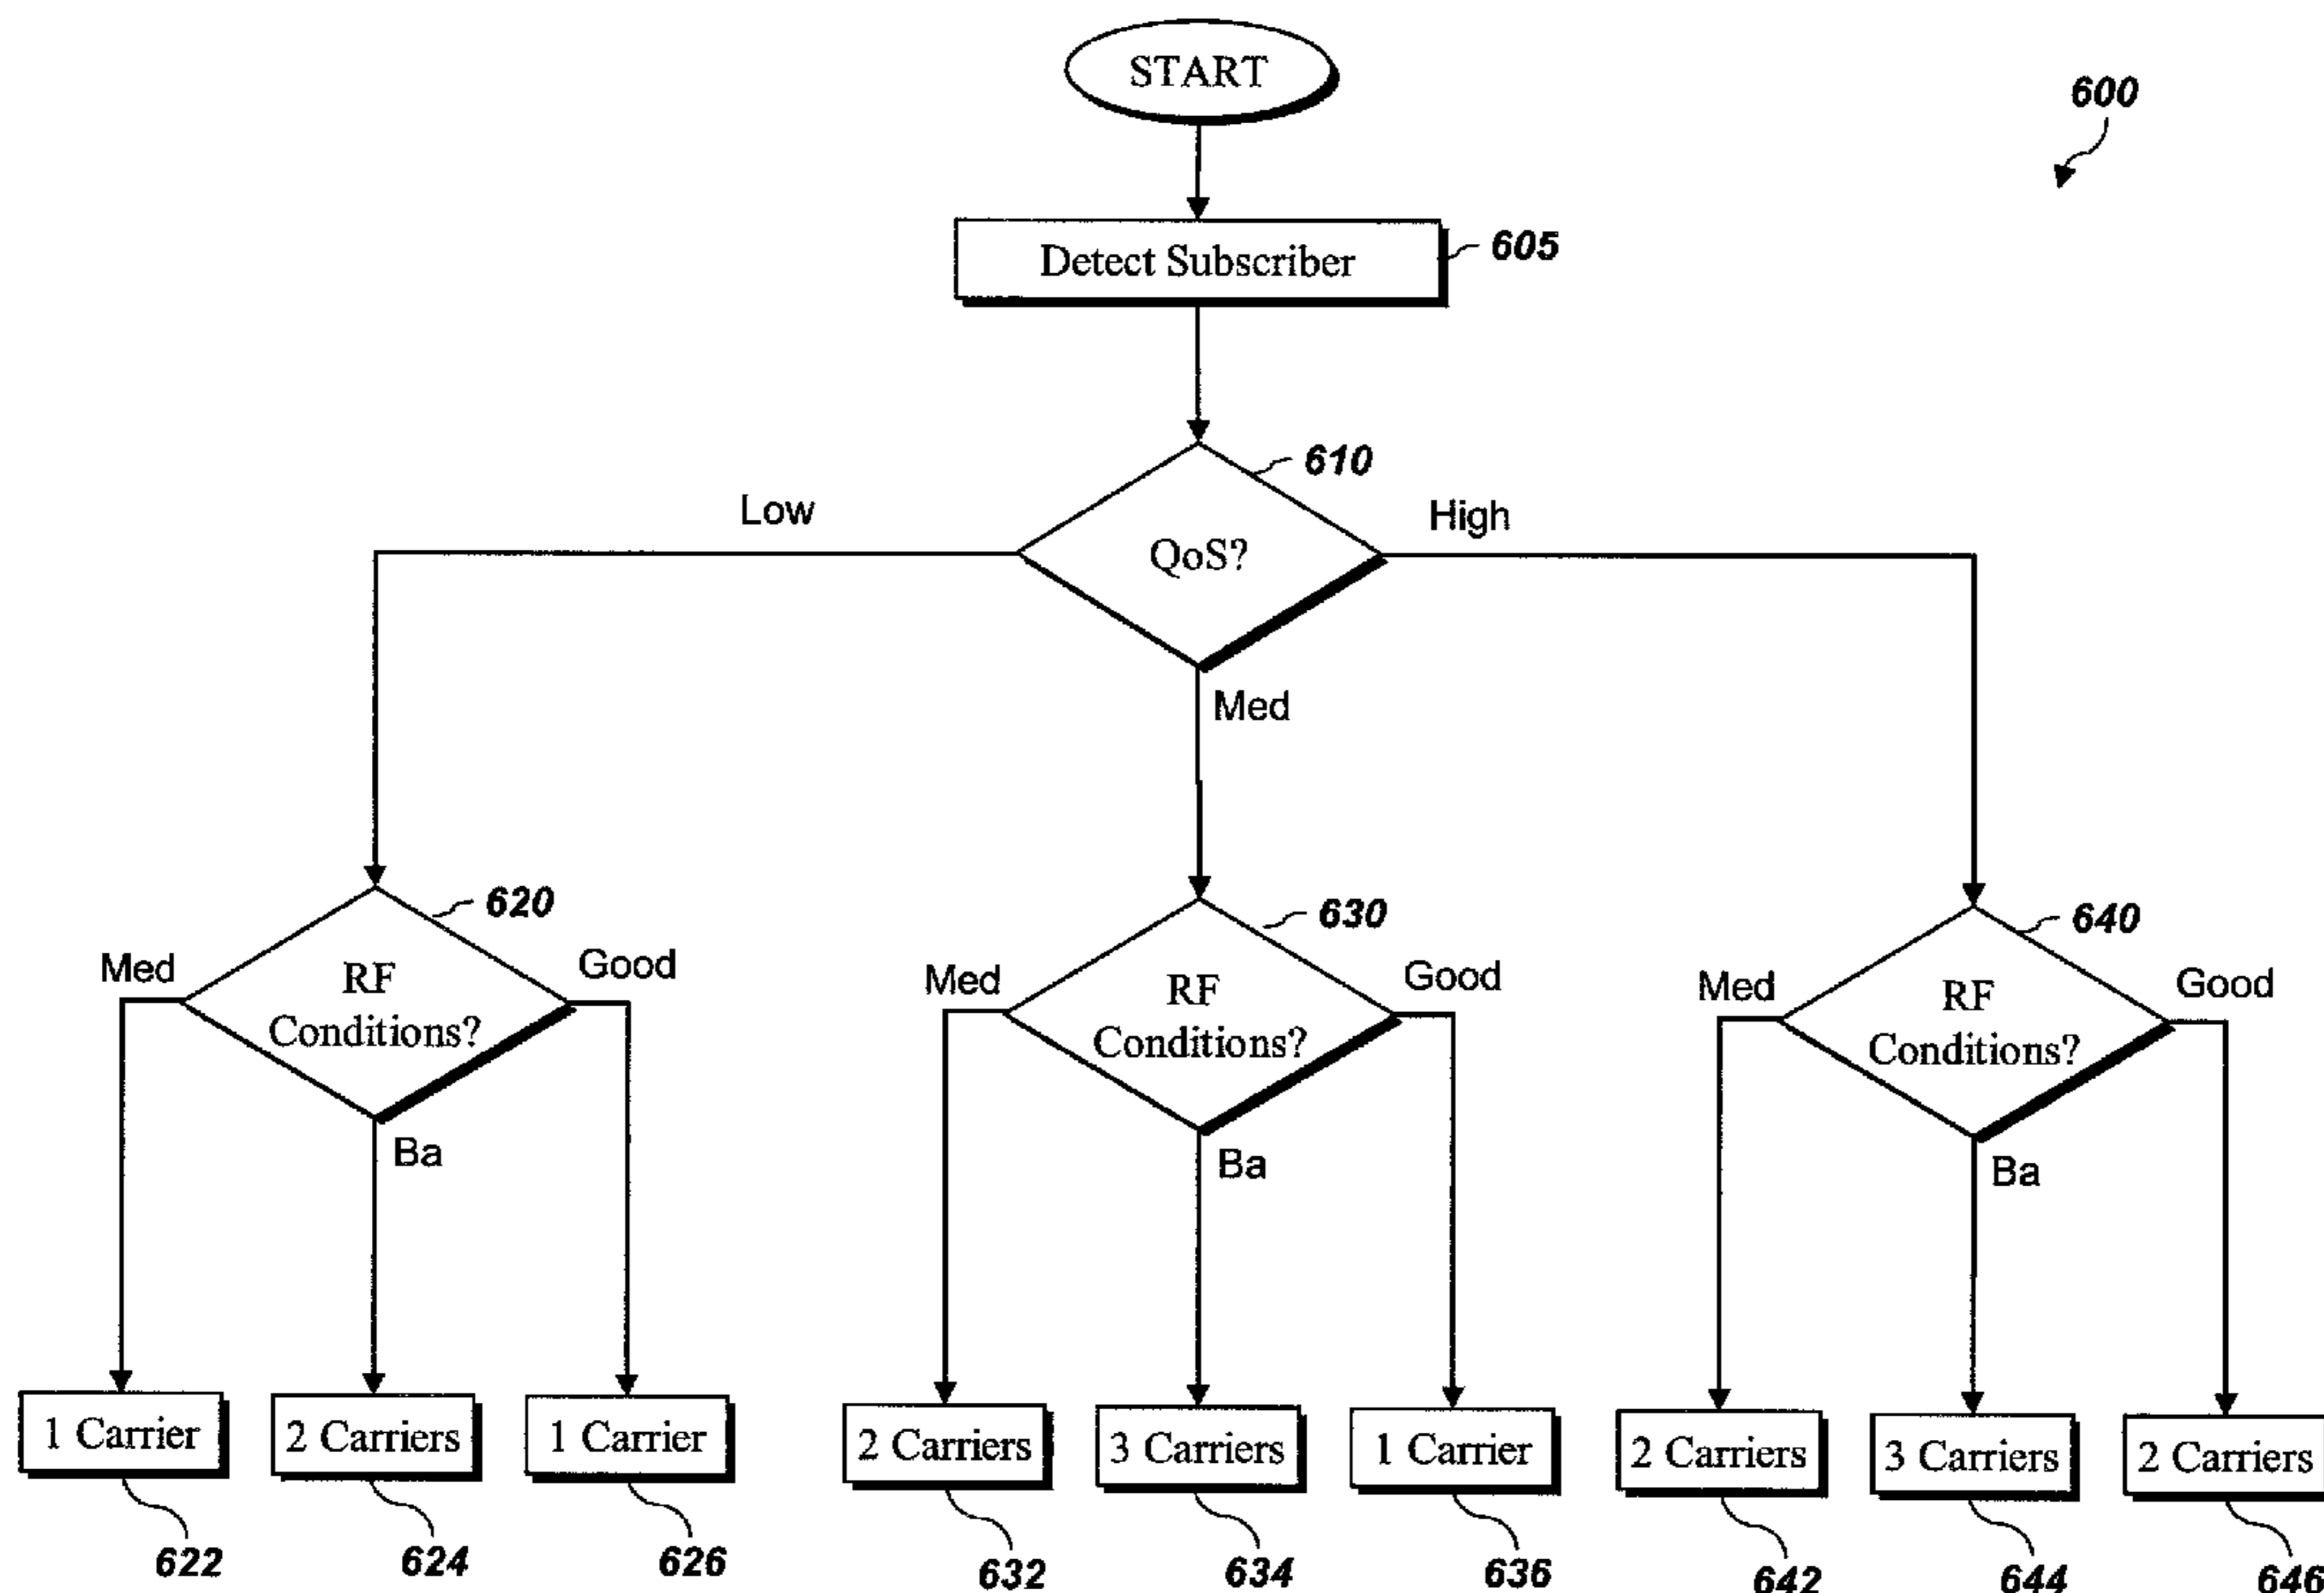 START
600
Detect Subscriber
605
610
Low
High
QoS?
Med
620
630
640
Med
RF
Conditions?
Good
Med
RF
Conditions?
Good
Med
RF
Conditions?
Good
Ba
Ba
Ba
1 Carrier
2 Carriers
1 Carrier
2 Carriers
3 Carriers
1 Carrier
2 Carriers
3 Carriers
2 Carriers
622
624
626
632
634
636
642
644
646